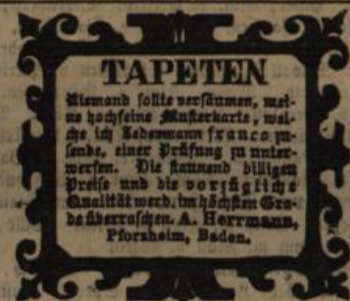 TAPETEN
Niemand sollte versäumen, mei-
ne hochfeine Musterkarte, wel-
che ich Jedermann franco zu-
sende, einer Prüfung zu unter-
werfen. Die staunend billigen
Preise und die vorzügliche
Qualität werd. im höchsten Gra-
de überraschen. A. Herrmann,
Pforzheim, Baden.